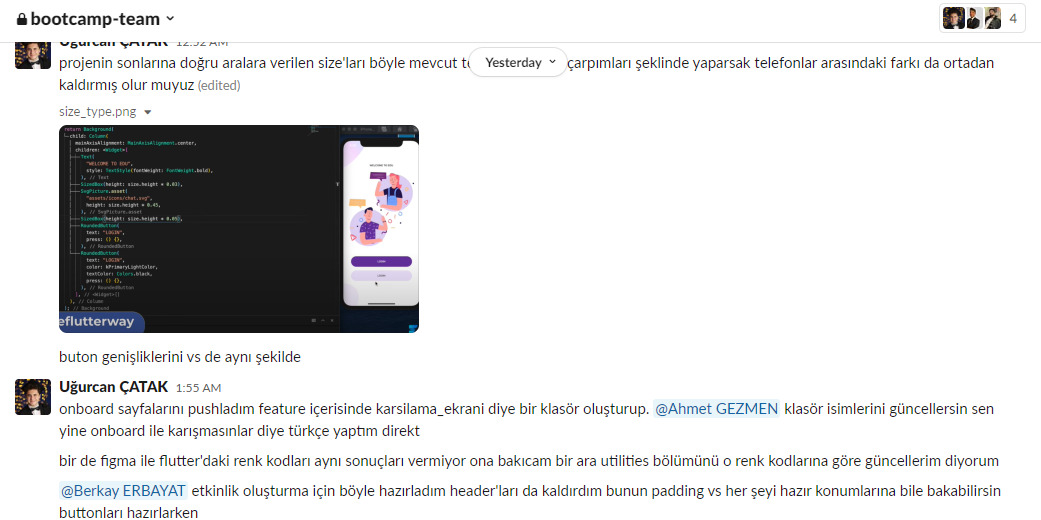 bootcamp-team
4
Uğurcan ÇATAK 12:52 AM
Yesterday
projenin sonlarına doğru aralara verilen size'ları böyle mevcut çarpımları şeklinde yaparsak telefonlar arasındaki farkı da ortadan
kaldırmış olur muyuz (edited)
size_type.png
return Background(
child: Column(
mainAxisAlignment: MainAxisAlignment.center,
children: <Widget>[
Text(
"WELCOME TO EDU",
style: TextStyle(fontWeight: FontWeight.bold),
), // Text
SizedBox(height: size.height * 0.03),
SvgPicture.asset(
"assets/icons/chat.svg",
height: size.height * 0.45,
), // SvgPicture.asset
SizedBox(height: size.height * 0.05),
RoundedButton(
text: "LOGIN",
press: () {},
), // RoundedButton
RoundedButton(
text: "LOGIN",
color: kPrimaryLightColor,
textColor: Colors.black,
press: () {},
), // RoundedButton
], // <Widget>[]
), // Column
); // Background
WELCOME TO EDU
LOGIN
LOGIN
eflutterway
buton genişliklerini vs de aynı şekilde
Uğurcan ÇATAK 1:55 AM
onboard sayfalarını pushladım feature içerisinde karsilama_ekrani diye bir klasör oluşturup. @Ahmet GEZMEN klasör isimlerini güncellersin sen
yine onboard ile karışmasınlar diye türkçe yaptım direkt
bir de figma ile flutter'daki renk kodları aynı sonuçları vermiyor ona bakıcam bir ara utilities bölümünü o renk kodlarına göre güncellerim diyorum
@Berkay ERBAYAT etkinlik oluşturma için böyle hazırladım header'ları da kaldırdım bunun padding vs her şeyi hazır konumlarına bile bakabilirsin
buttonları hazırlarken